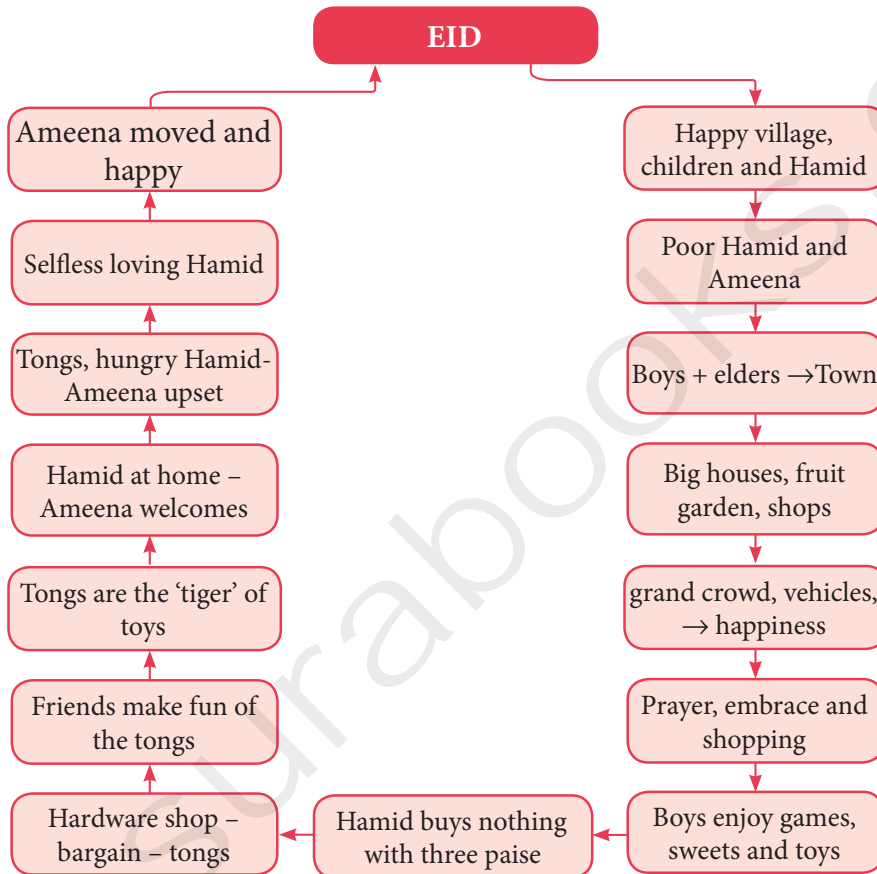 EID
Happy village,
children and Hamid
Poor Hamid and
Ameena
Boys + elders →Town
Big houses, fruit
garden, shops
grand crowd, vehicles,
→ happiness
Prayer, embrace and
shopping
Boys enjoy games,
sweets and toys
Hamid buys nothing
with three paise
Hardware shop –
bargain – tongs
Friends make fun of
the tongs
Tongs are the ‘tiger’ of
toys
Hamid at home –
Ameena welcomes
Tongs, hungry Hamid-
Ameena upset
Selfless loving Hamid
Ameena moved and
happy
surabooks.